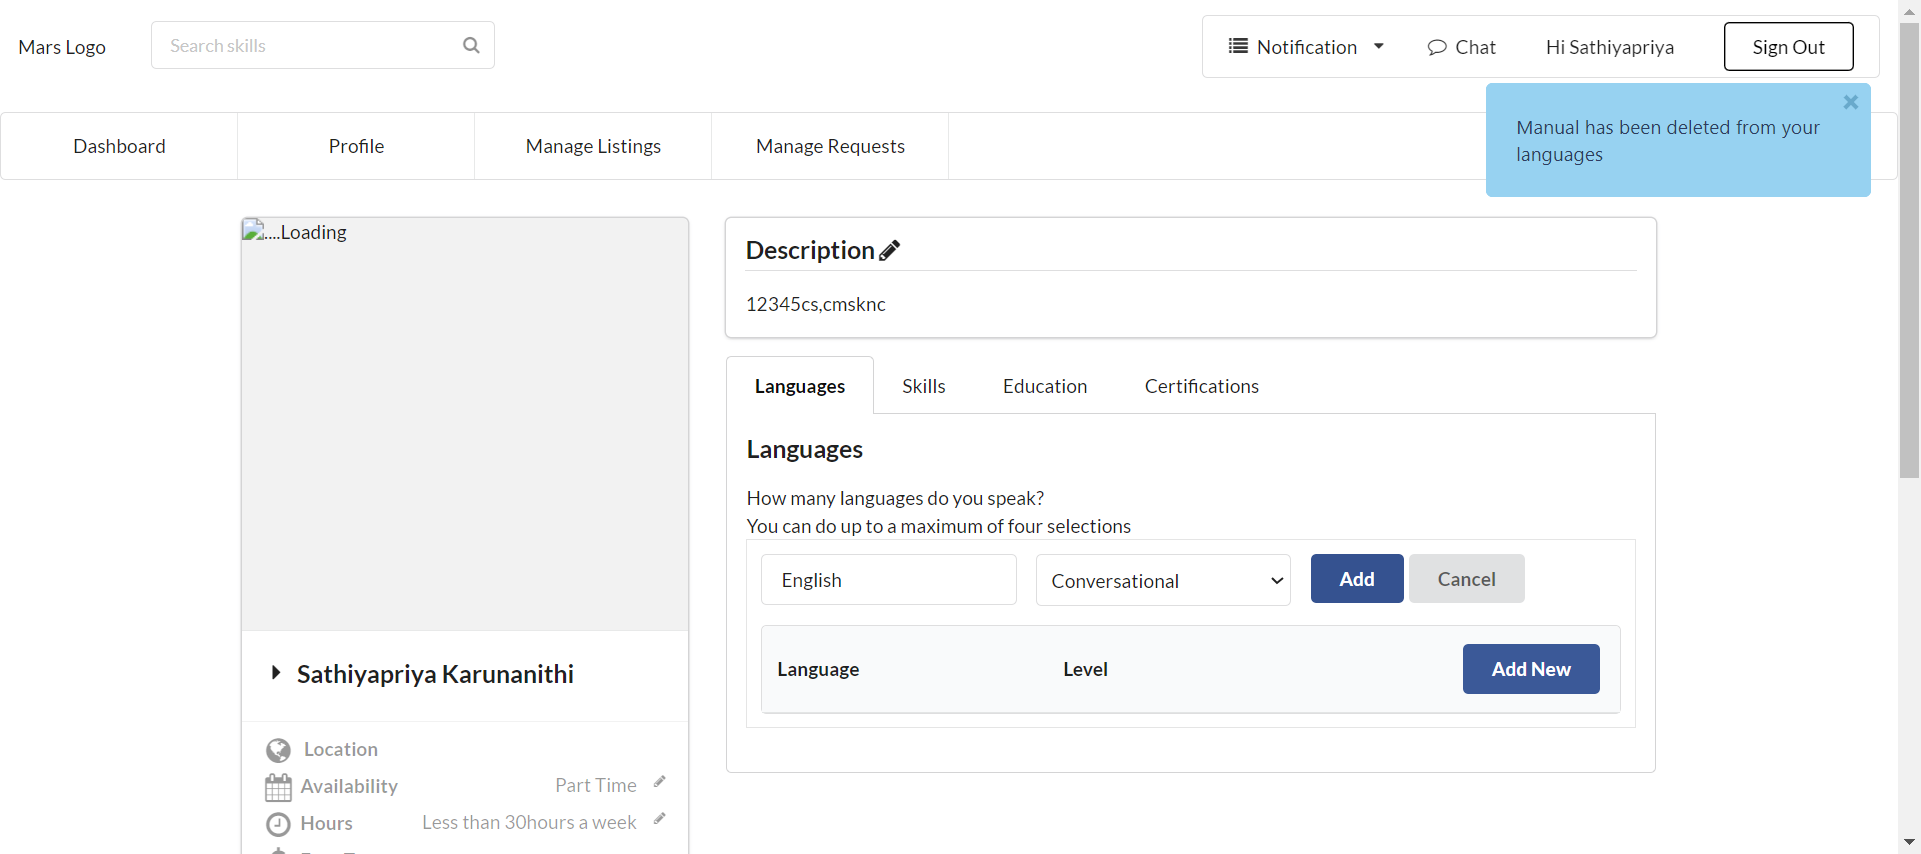 Mars Logo
Search skills
Notification
Chat
Hi Sathiyapriya
Sign Out
Manual has been deleted from your
languages
Dashboard
Profile
Manage Listings
Manage Requests
....Loading
Description
12345cs,cmsknc
Languages
Skills
Education
Certifications
Languages
How many languages do you speak?
You can do up to a maximum of four selections
English
Conversational
Add
Cancel
Language
Level
Add New
Sathiyapriya Karunanithi
Location
Availability
Part Time
Hours
Less than 30hours a week